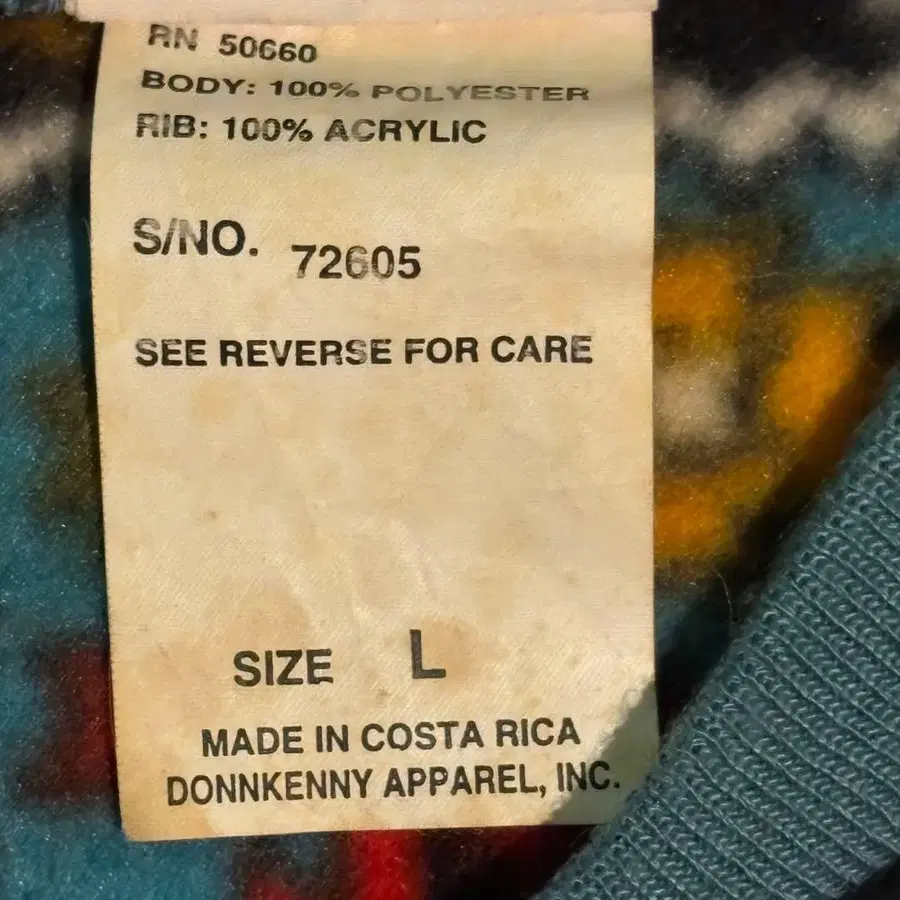 RN 50660
BODY: 100% POLYESTER
RIB: 100% ACRYLIC
S/NO. 72605
SEE REVERSE FOR CARE
SIZE L
MADE IN COSTA RICA
DONNKENNY APPAREL, INC.